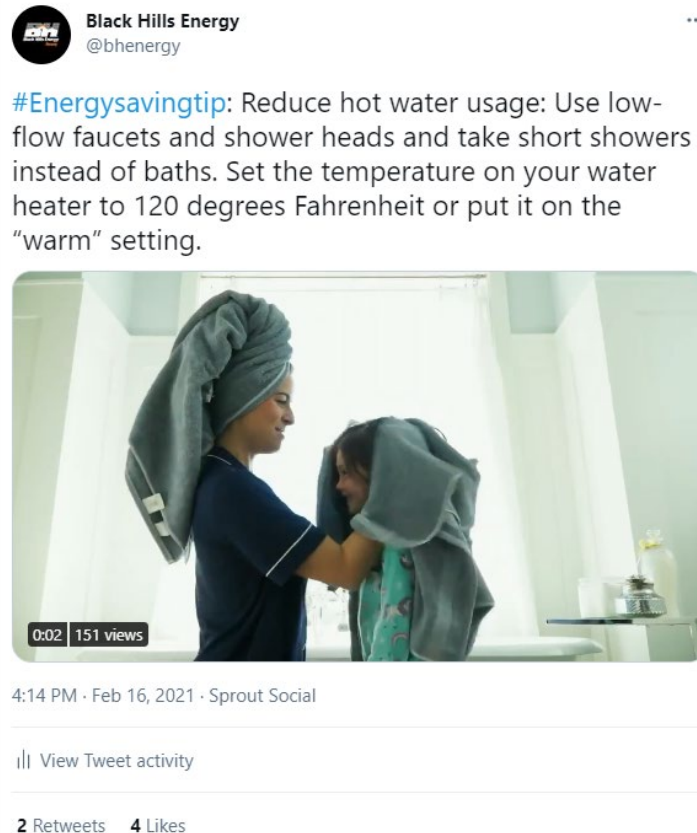 Black Hills Energy
@bhenergy
#Energysavingtip: Reduce hot water usage: Use low-
flow faucets and shower heads and take short showers
instead of baths. Set the temperature on your water
heater to 120 degrees Fahrenheit or put it on the
“warm” setting.
0:02 151 views
4:14 PM · Feb 16, 2021 · Sprout Social
View Tweet activity
2 Retweets 4 Likes